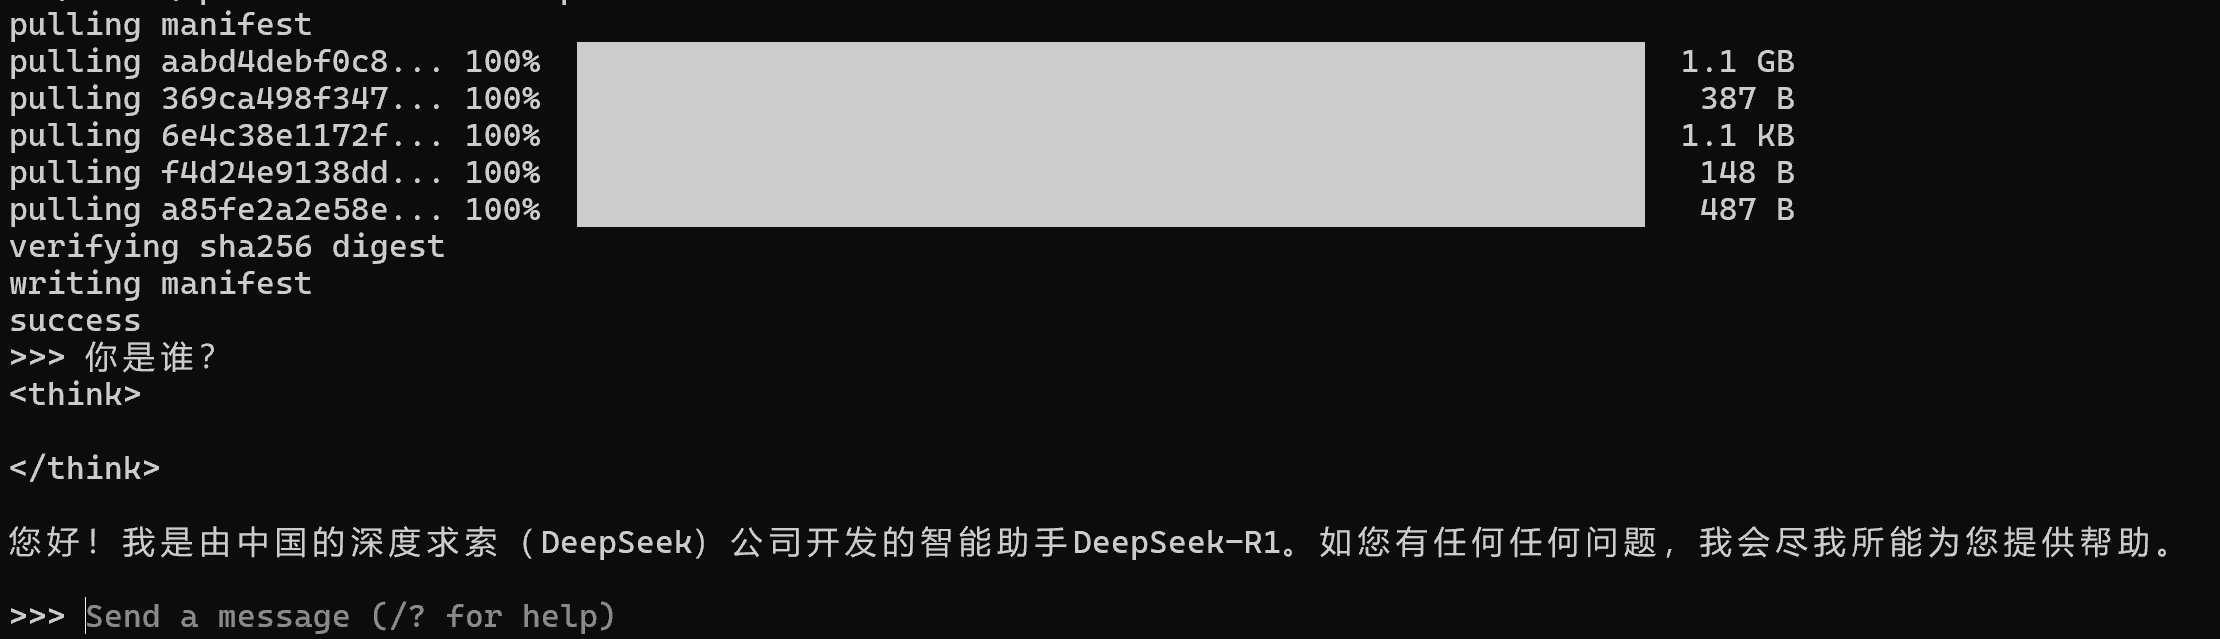 pulling manifest
pulling aabd4debf0c8... 100% 1.1 GB
pulling 369ca498f347... 100% 387 B
pulling 6e4c38e1172f... 100% 1.1 KB
pulling f4d24e9138dd... 100% 148 B
pulling a85fe2a2e58e... 100% 487 B
verifying sha256 digest
writing manifest
success
>>> 你是谁？
<think>
</think>
您好！我是由中国的深度求索（DeepSeek）公司开发的智能助手DeepSeek-R1。如您有任何任何问题，我会尽我所能为您提供帮助。
>>> Send a message (/? for help)